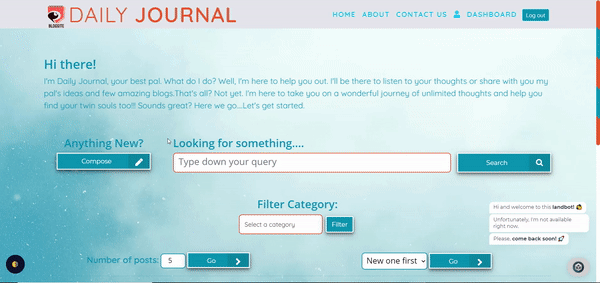 BLOGGTE
DAILY JOURNAL
HOME ABOUT CONTACT US DASHBOARD Log out
Hi there!
I'm Daily Journal, your best pal. What do I do? Well, I'm here to help you out. I'll be there to listen to your thoughts or share with you my
pal's ideas and few amazing blogs.That's all? Not yet. I'm here to take you on a wonderful journey of unlimited thoughts and help you
find your twin souls too!!! Sounds great? Here we go....Let's get started.
Anything New? Looking for something....
Compose Type down your query Search
Filter Category:
Select a category Filter
Hi and welcome to this landbot!
Unfortunately, I'm not available
right now.
Please, come back soon!
Number of posts: 5 Go New one first Go